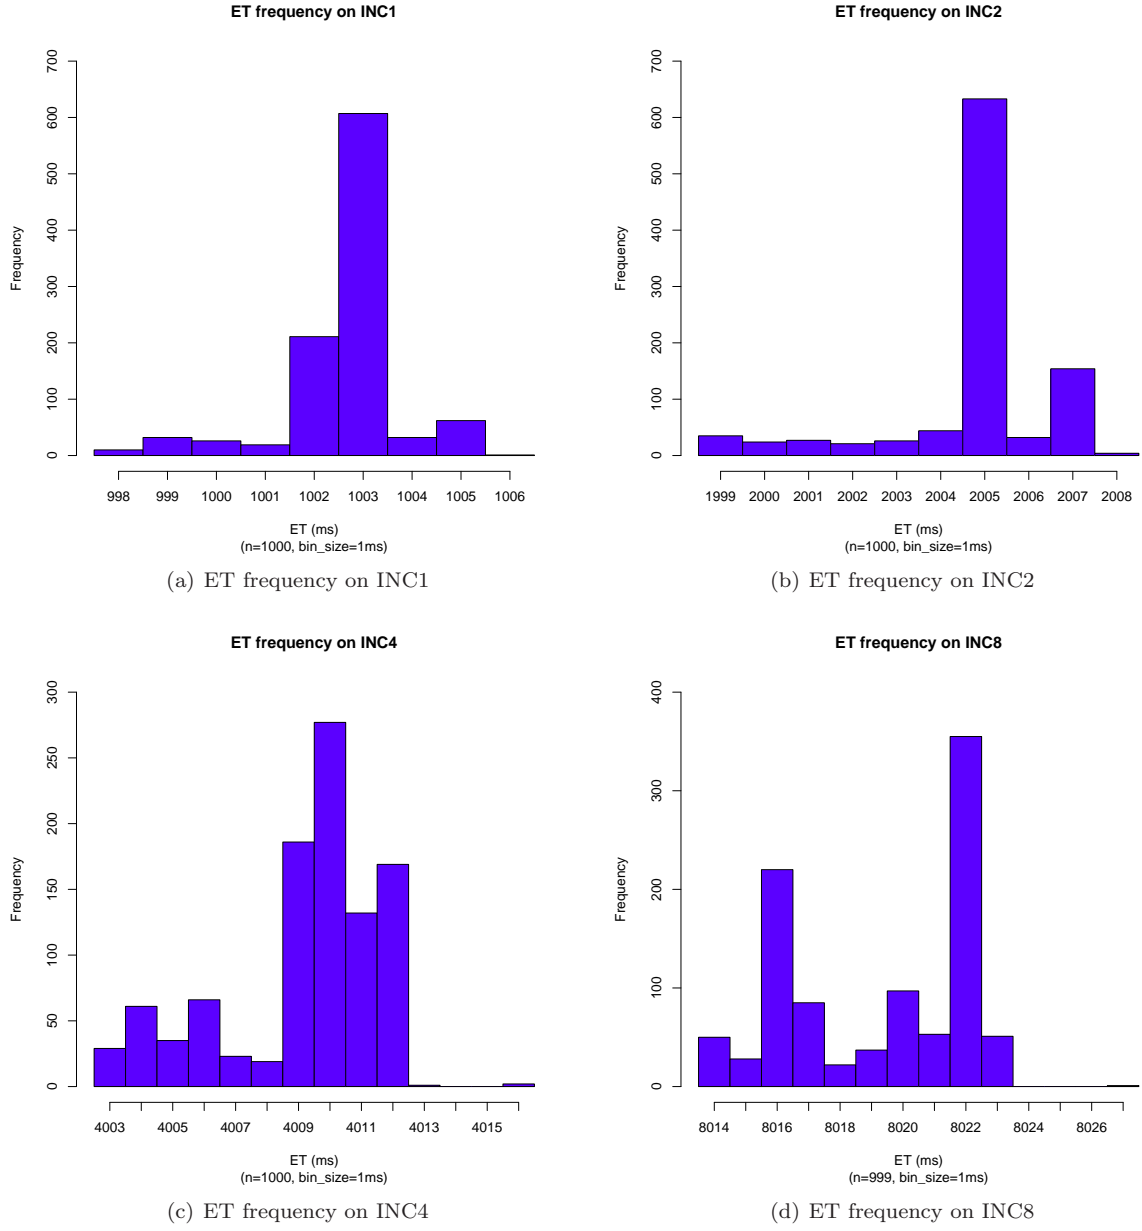 ET frequency on INC1
Frequency
0 100 200 300 400 500 600 700
998 999 1000 1001 1002 1003 1004 1005 1006
ET (ms)
(n=1000, bin_size=1ms)
(a) ET frequency on INC1
ET frequency on INC2
Frequency
0 100 200 300 400 500 600 700
1999 2000 2001 2002 2003 2004 2005 2006 2007 2008
ET (ms)
(n=1000, bin_size=1ms)
(b) ET frequency on INC2
ET frequency on INC4
Frequency
0 50 100 150 200 250 300
4003 4005 4007 4009 4011 4013 4015
ET (ms)
(n=1000, bin_size=1ms)
(c) ET frequency on INC4
ET frequency on INC8
Frequency
0 100 200 300 400
8014 8016 8018 8020 8022 8024 8026
ET (ms)
(n=999, bin_size=1ms)
(d) ET frequency on INC8